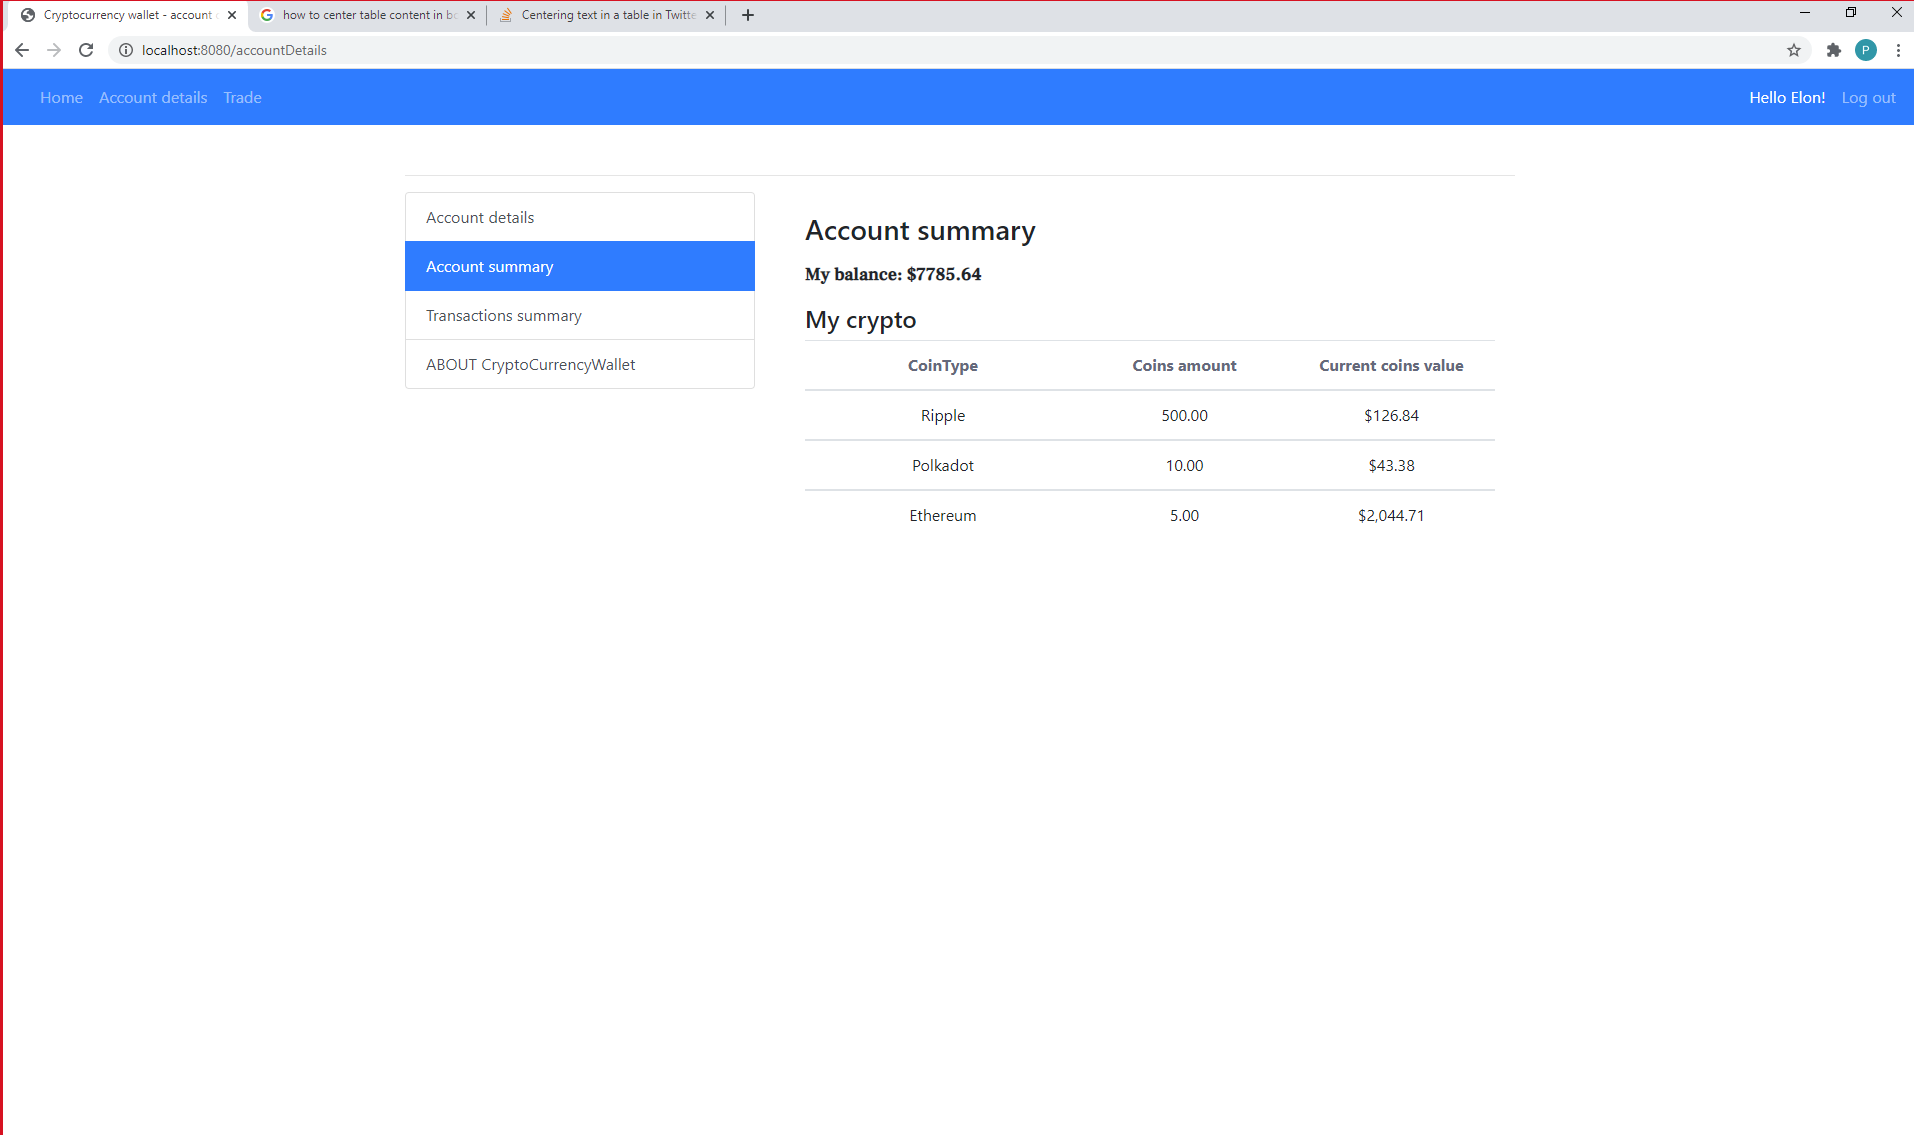 Cryptocurrency wallet - account
how to center table content in bo
Centering text in a table in Twitte
localhost:8080/accountDetails
P
Home Account details Trade Hello Elon! Log out
Account details
Account summary
Transactions summary
ABOUT CryptoCurrencyWallet
Account summary
My balance: $7785.64
My crypto
CoinType Coins amount Current coins value
Ripple 500.00 $126.84
Polkadot 10.00 $43.38
Ethereum 5.00 $2,044.71